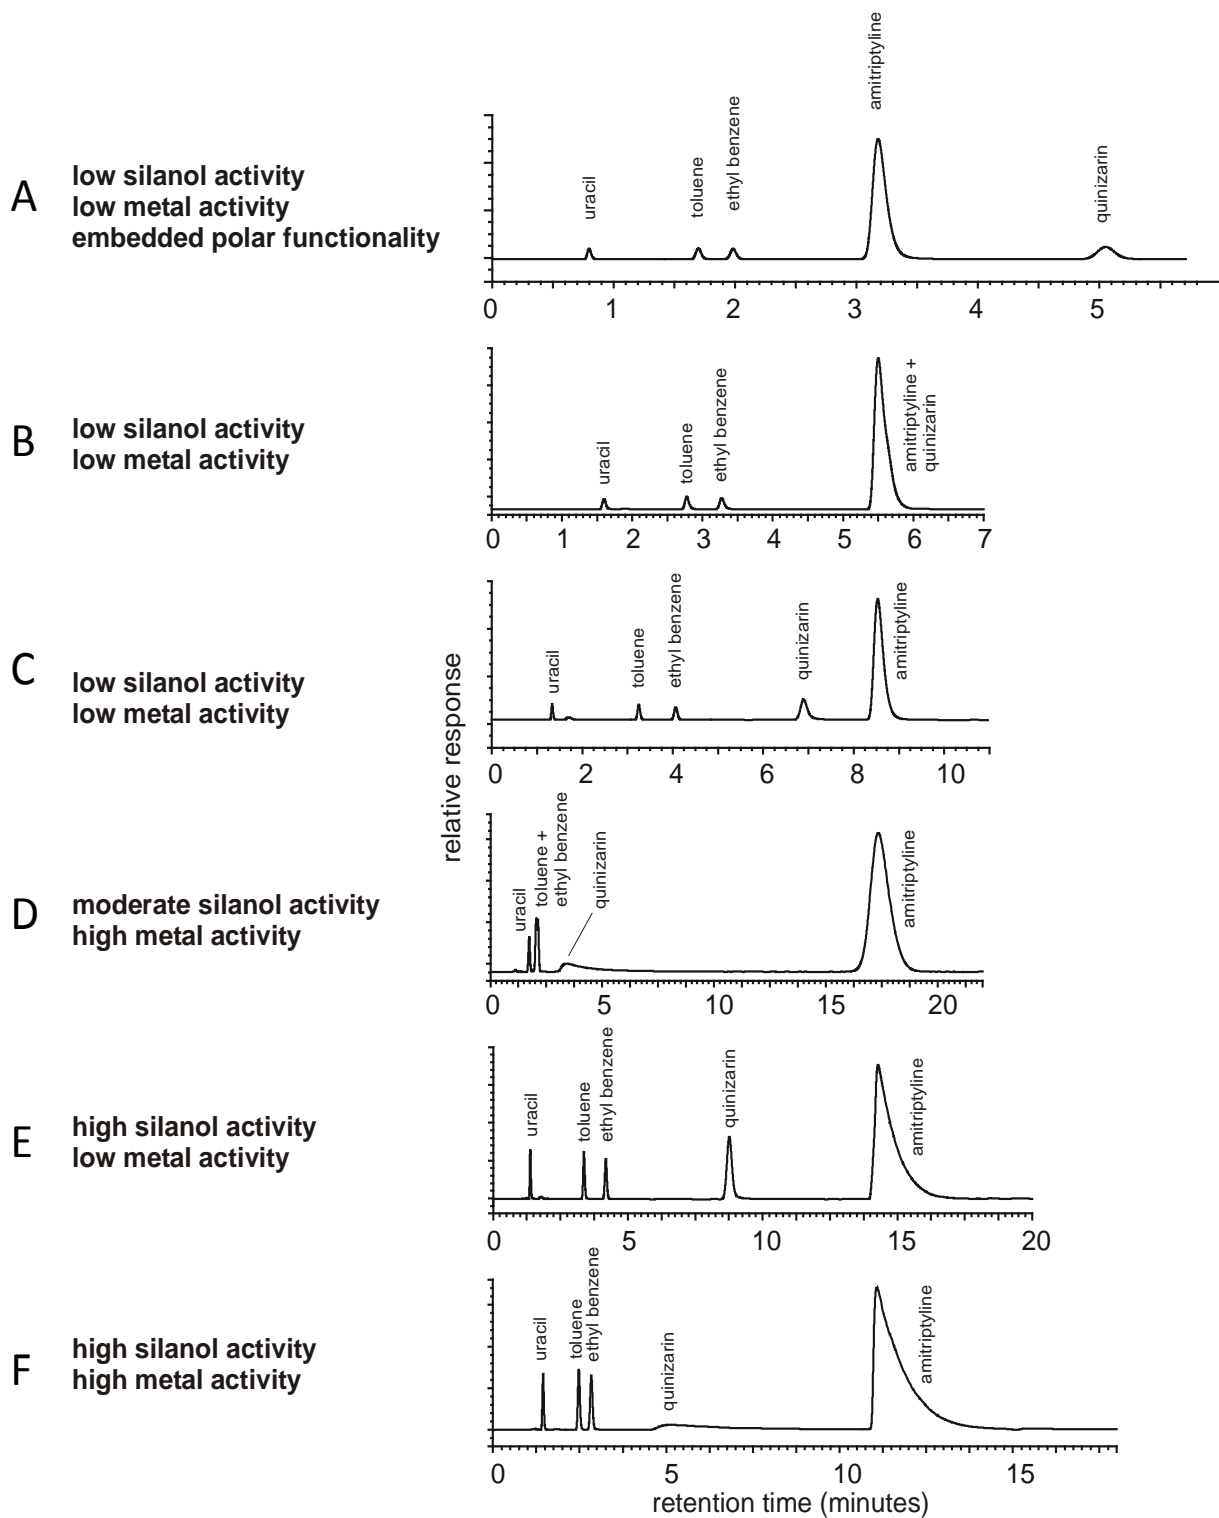 A
low silanol activity
low metal activity
embedded polar functionality
uracil
toluene
ethyl benzene
amitriptyline
quinizarin
0 1 2 3 4 5
B
low silanol activity
low metal activity
uracil
toluene
ethyl benzene
amitriptyline +
quinizarin
0 1 2 3 4 5 6 7
C
low silanol activity
low metal activity
uracil
toluene
ethyl benzene
quinizarin
amitriptyline
0 2 4 6 8 10
relative response
D
moderate silanol activity
high metal activity
uracil
toluene +
ethyl benzene
quinizarin
amitriptyline
0 5 10 15 20
E
high silanol activity
low metal activity
uracil
toluene
ethyl benzene
quinizarin
amitriptyline
0 5 10 15 20
F
high silanol activity
high metal activity
uracil
toluene
ethyl benzene
quinizarin
amitriptyline
0 5 10 15
retention time (minutes)